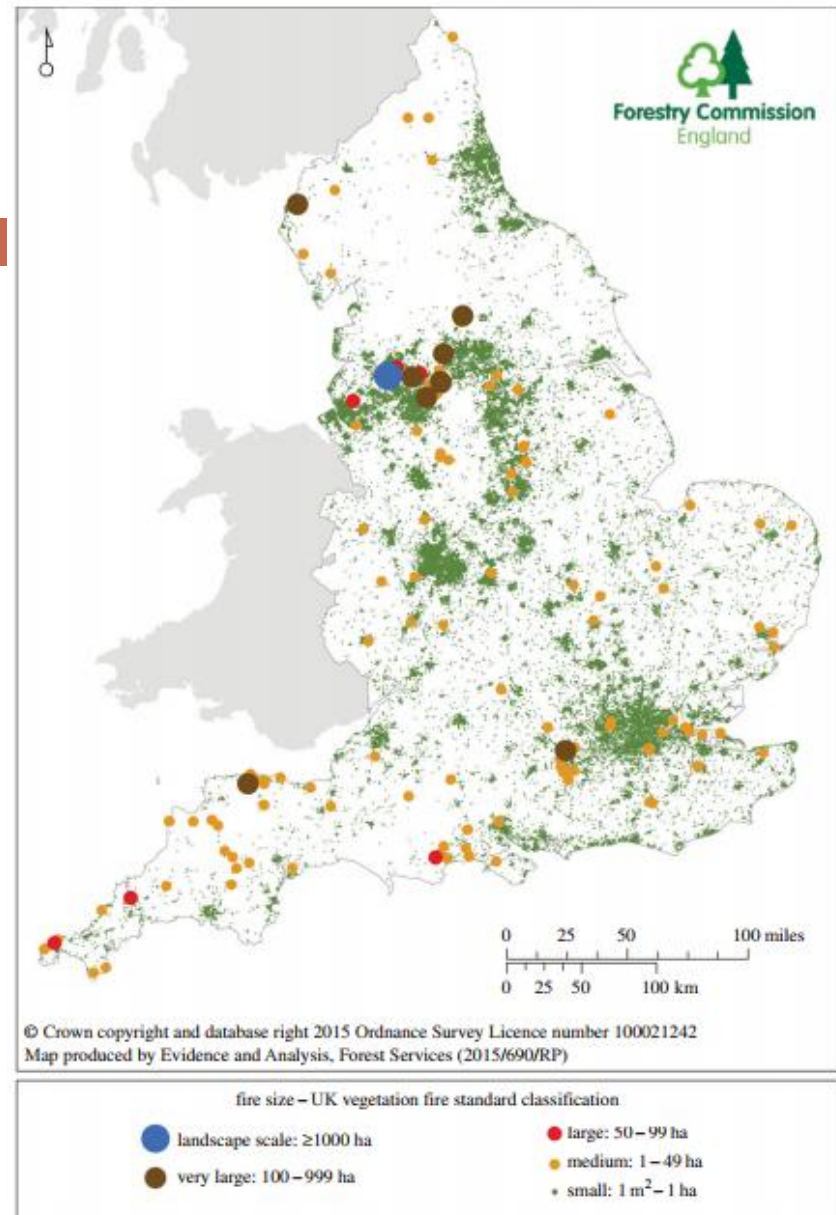 Forestry Commission
England
0 25 50 100 miles
0 25 50 100 km
© Crown copyright and database right 2015 Ordnance Survey Licence number 100021242
Map produced by Evidence and Analysis, Forest Services (2015/690/RP)
fire size – UK vegetation fire standard classification
landscape scale: ≥1000 ha
very large: 100 – 999 ha
large: 50 – 99 ha
medium: 1 – 49 ha
small: 1 m² – 1 ha